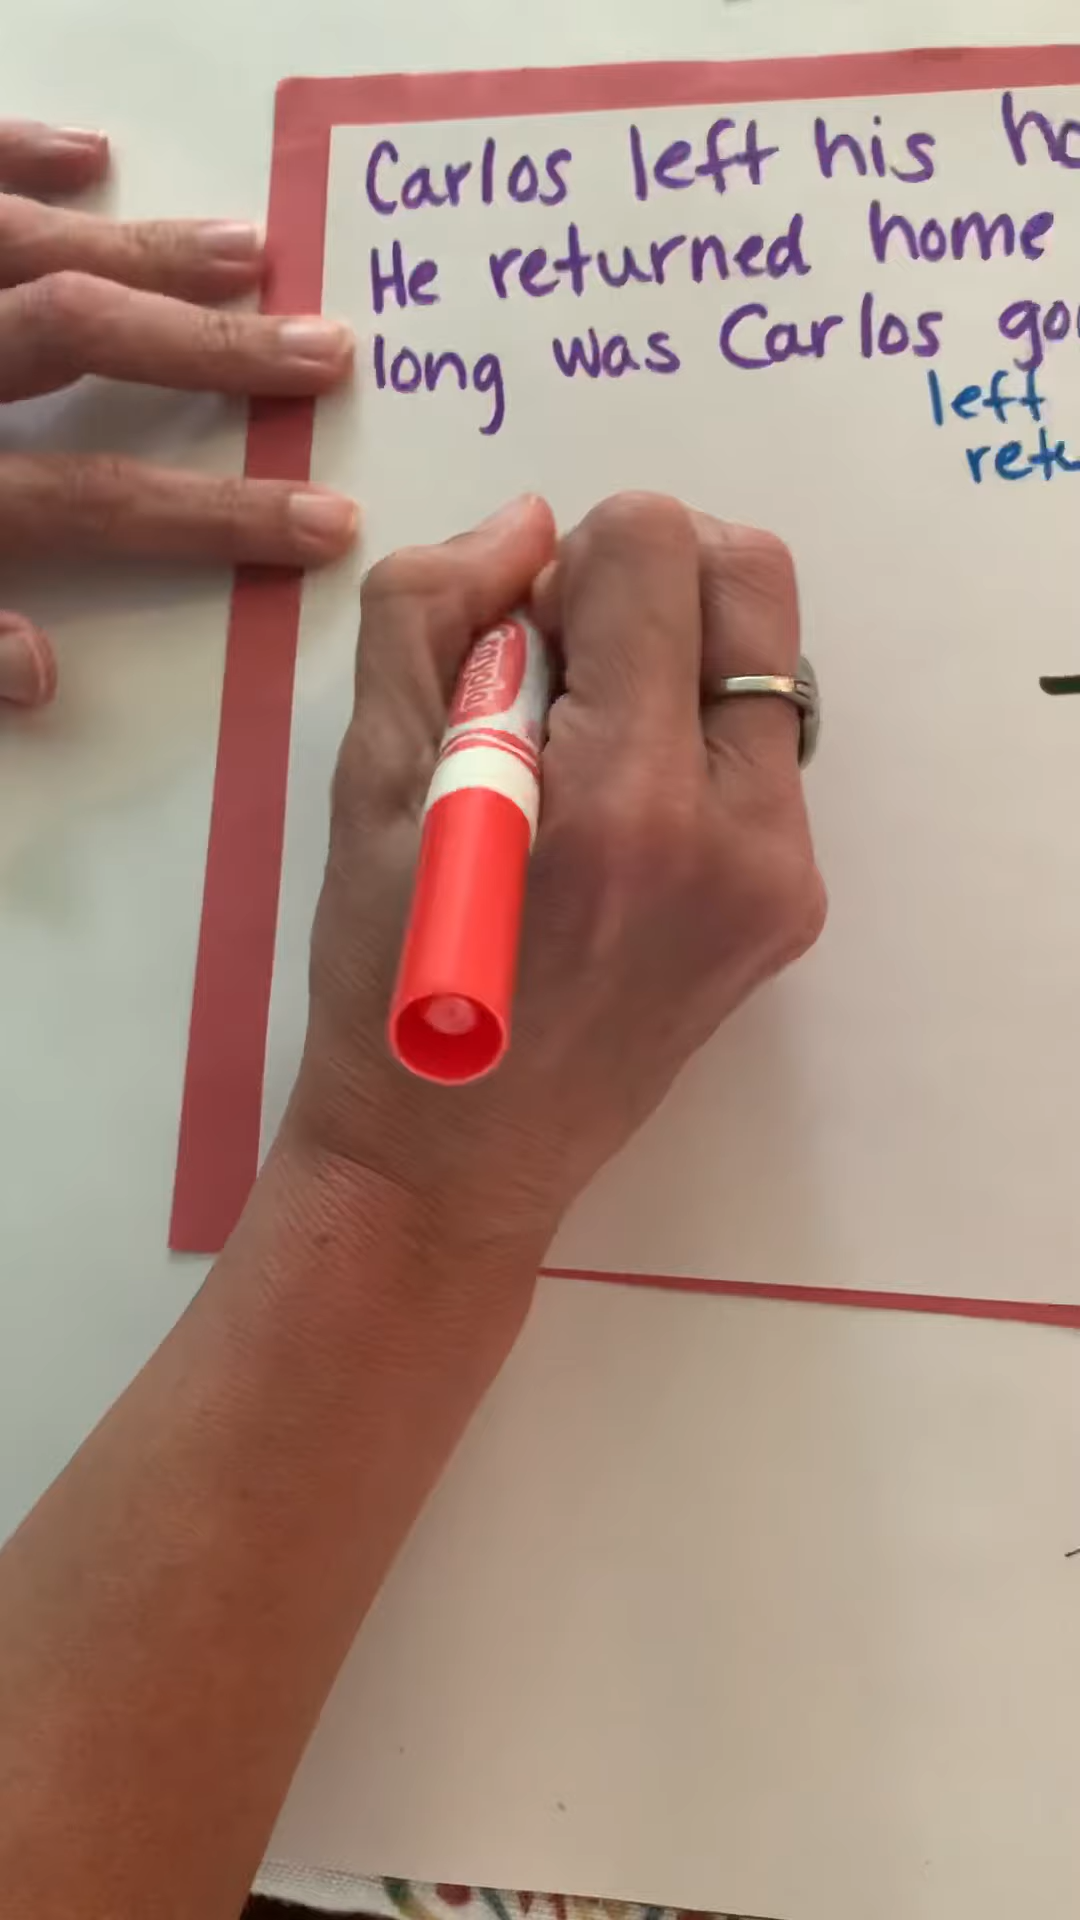 Carlos left his
He returned home
long was Carlos
left
Crayola